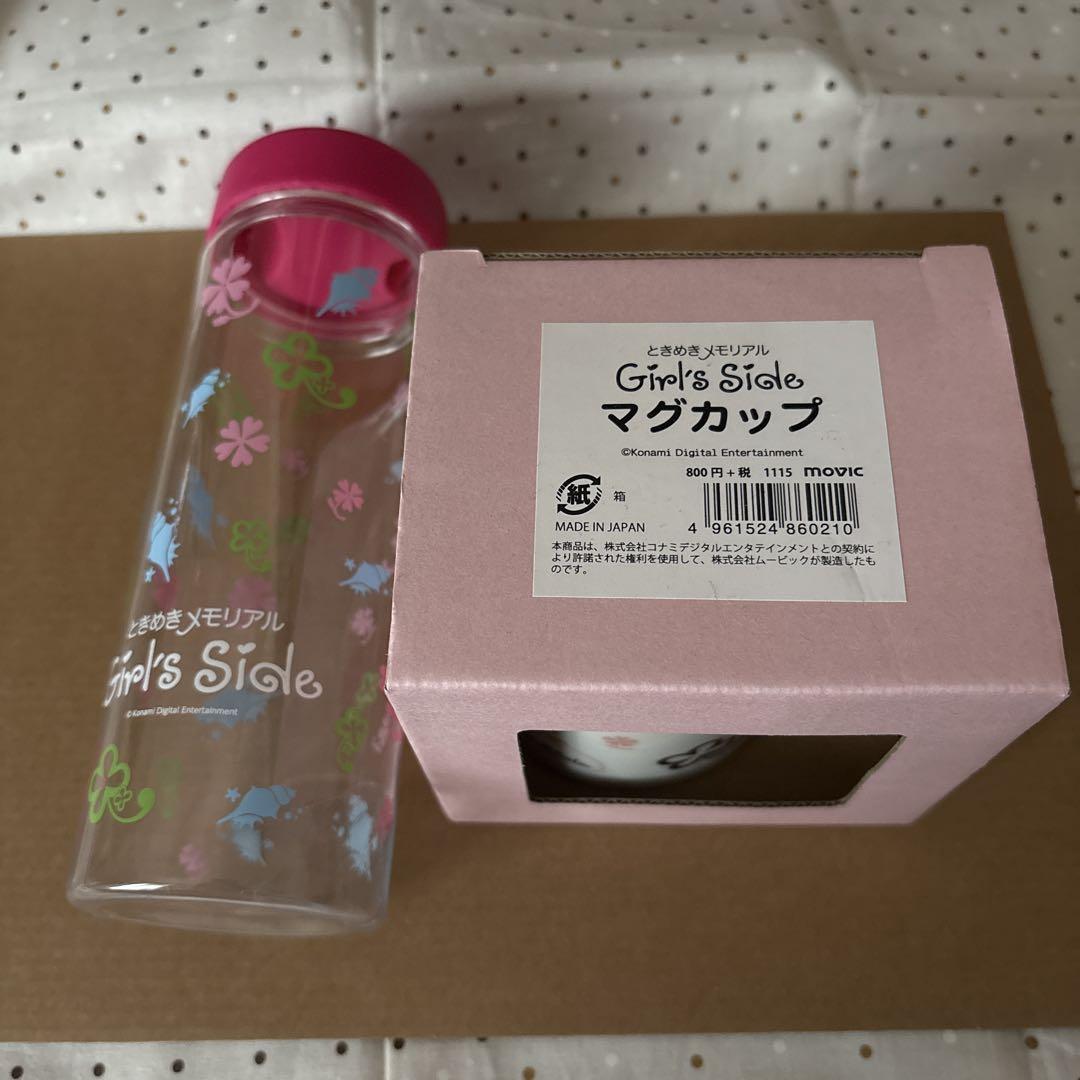 ときめきメモリアル
Girl's Side
©Konami Digital Entertainment
ときめきメモリアル
Girl's Side
マグカップ
©Konami Digital Entertainment
800円+税 1115 movic
紙 箱
MADE IN JAPAN
4 961524 860210
本商品は、株式会社コナミデジタルエンタテインメントとの契約に
より許諾された権利を使用して、株式会社ムービックが製造したも
のです。